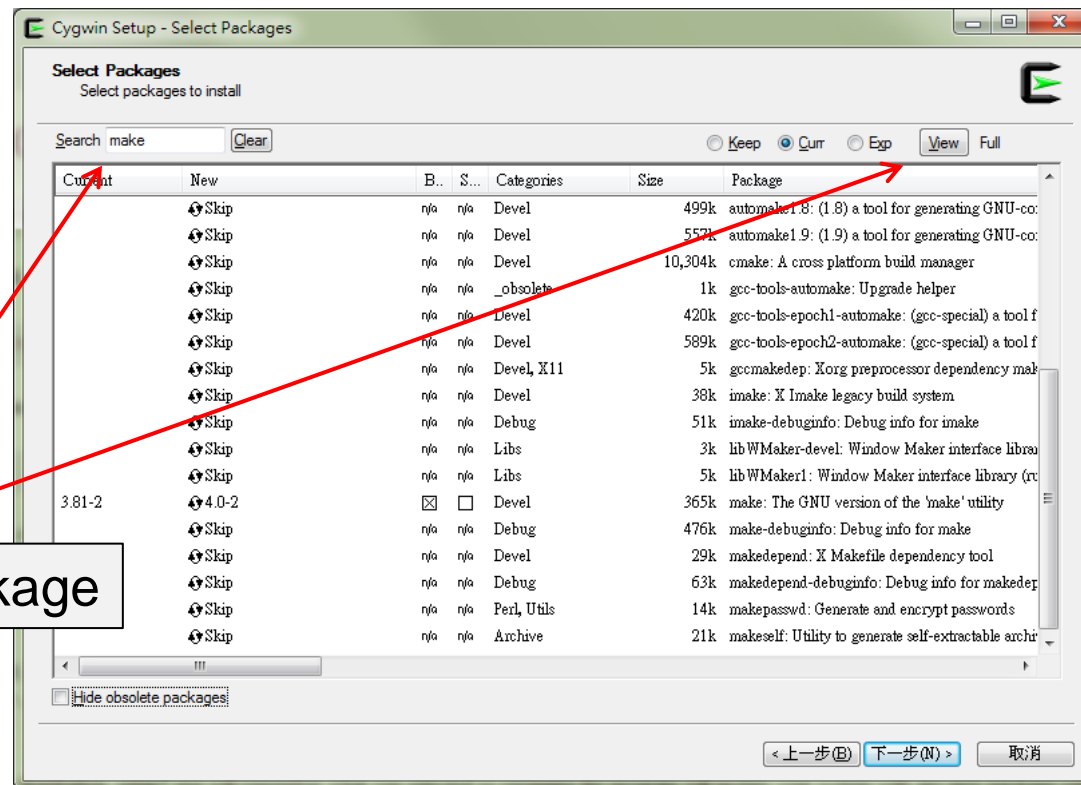 Cygwin Setup - Select Packages
Select Packages
Select packages to install
Search make Clear Keep Curr Exp View Full
Current New B.. S... Categories Size Package
Skip n/a n/a Devel 499k automake1.8: (1.8) a tool for generating GNU-co
Skip n/a n/a Devel 557k automake1.9: (1.9) a tool for generating GNU-co
Skip n/a n/a Devel 10,304k cmake: A cross platform build manager
Skip n/a n/a _obsolete 1k gcc-tools-automake: Upgrade helper
Skip n/a n/a Devel 420k gcc-tools-epoch1-automake: (gcc-special) a tool f
Skip n/a n/a Devel 589k gcc-tools-epoch2-automake: (gcc-special) a tool f
Skip n/a n/a Devel, X11 5k gccmakedep: Xorg preprocessor dependency mak
Skip n/a n/a Devel 38k imake: X Imake legacy build system
Skip n/a n/a Debug 51k imake-debuginfo: Debug info for imake
Skip n/a n/a Libs 3k libWMaker-devel: Window Maker interface librar
Skip n/a n/a Libs 5k libWMaker1: Window Maker interface library (ru
3.81-2 4.0-2 Devel 365k make: The GNU version of the 'make' utility
Skip n/a n/a Debug 476k make-debuginfo: Debug info for make
Skip n/a n/a Devel 29k makedepend: X Makefile dependency tool
kage
Skip n/a n/a Debug 63k makedepend-debuginfo: Debug info for makedep
Skip n/a n/a Perl, Utils 14k makepasswd: Generate and encrypt passwords
Skip n/a n/a Archive 21k makeself: Utility to generate self-extractable archi
Hide obsolete packages
<上一步(B) 下一步(N)> 取消